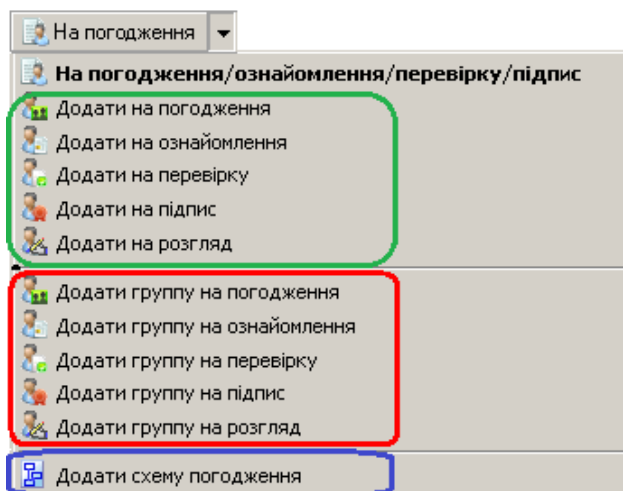 На погодження
На погодження/ознайомлення/перевірку/підпис
Додати на погодження
Додати на ознайомлення
Додати на перевірку
Додати на підпис
Додати на розгляд
Додати группу на погодження
Додати группу на ознайомлення
Додати группу на перевірку
Додати группу на підпис
Додати группу на розгляд
Додати схему погодження